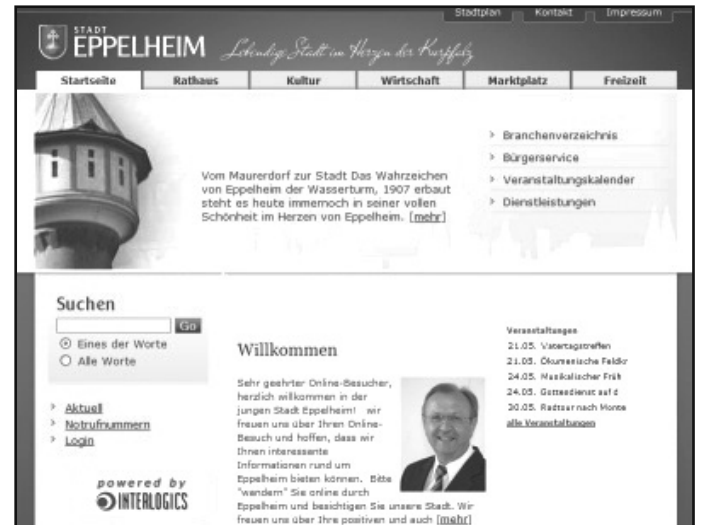 Stadtplan Kontakt Impressum
STADT
EPPELHEIM Lebendige Stadt im Herzen der Kurpfalz
Startseite Rathaus Kultur Wirtschaft Marktplatz Freizeit
> Branchenverzeichnis
> Bürgerservice
> Veranstaltungskalender
> Dienstleistungen
Vom Maurerdorf zur Stadt Das Wahrzeichen
von Eppelheim der Wasserturm, 1907 erbaut
steht es heute immernoch in seiner vollen
Schönheit im Herzen von Eppelheim. [mehr]
Suchen
Go
Eines der Worte
Alle Worte
> Aktuell
> Notrufnummern
> Login
powered by
INTERLOGICS
Willkommen
Sehr geehrter Online-Besucher,
herzlich willkommen in der
jungen Stadt Eppelheim! wir
freuen uns über Ihren Online-
Besuch und hoffen, dass wir
Ihnen interessante
Informationen rund um
Eppelheim bieten können. Bitte
"wandern" Sie online durch
Eppelheim und besichtigen Sie unsere Stadt. Wir
freuen uns über Ihre positiven und auch [mehr]
Veranstaltungen
21.05. Vatertagstreffen
21.05. Ökumenische Feldkr
24.05. Musikalischer Früh
24.05. Gottesdienst auf d
30.05. Radtour nach Monte
alle Veranstaltungen